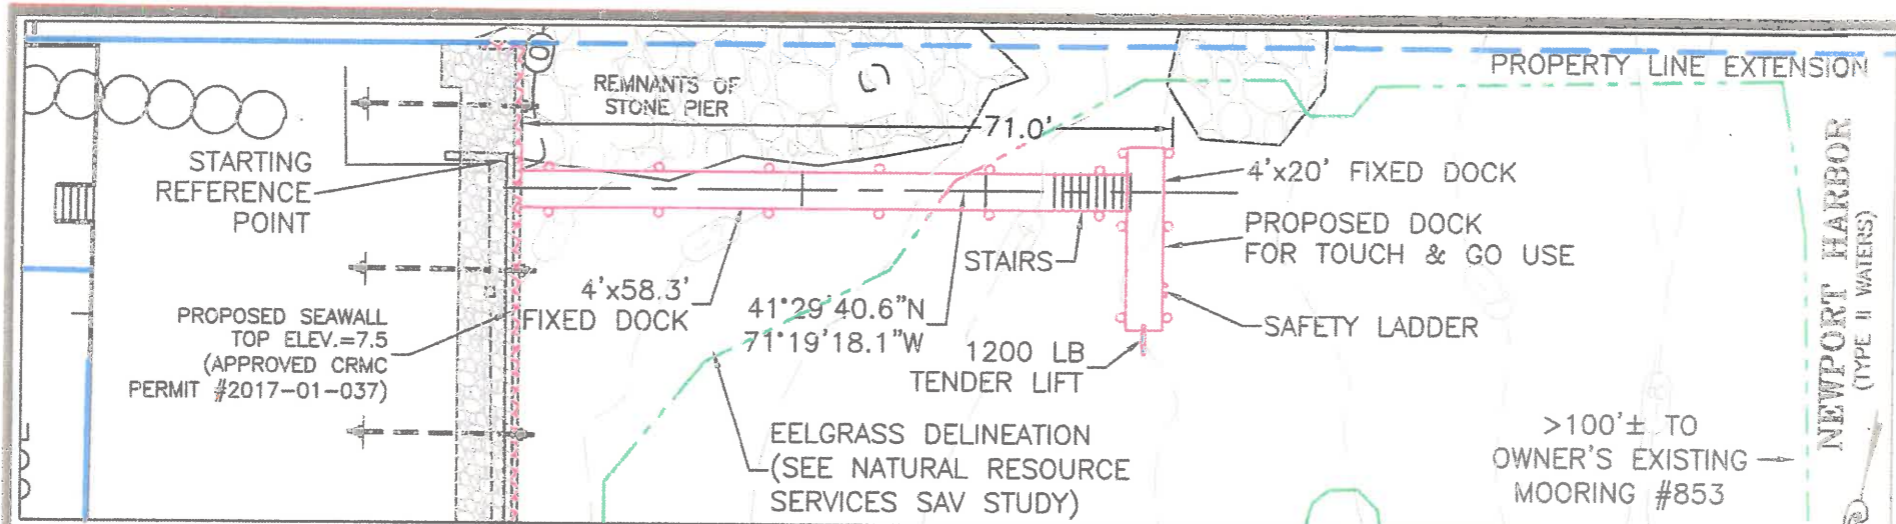 PROPERTY LINE EXTENSION
REMNANTS OF
STONE PIER
71.0'
STARTING
REFERENCE
POINT
4'x20' FIXED DOCK
PROPOSED DOCK
FOR TOUCH & GO USE
STAIRS
4'x58.3'
FIXED DOCK
41°29'40.6"N
71°19'18.1"W
SAFETY LADDER
1200 LB
TENDER LIFT
PROPOSED SEAWALL
TOP ELEV.=7.5
(APPROVED CRMC
PERMIT #2017-01-037)
EELGRASS DELINEATION
(SEE NATURAL RESOURCE
SERVICES SAV STUDY)
>100'± TO
OWNER'S EXISTING
MOORING #853
NEWPORT HARBOR
(TYPE II WATERS)